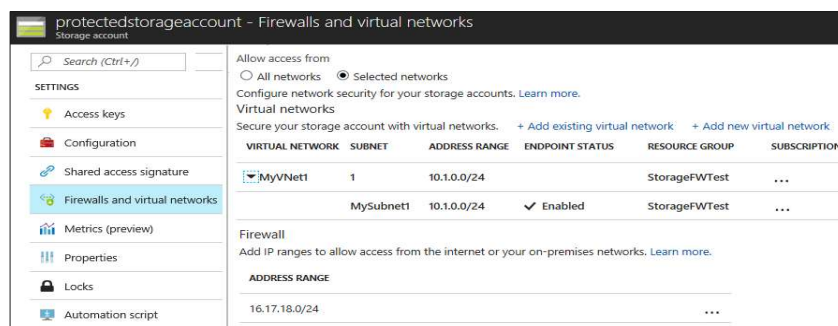 protectedstorageaccount - Firewalls and virtual networks
Storage account
Search (Ctrl+/)
SETTINGS
Access keys
Configuration
Shared access signature
Firewalls and virtual networks
Metrics (preview)
Properties
Locks
Automation script
Allow access from
All networks Selected networks
Configure network security for your storage accounts. Learn more.
Virtual networks
Secure your storage account with virtual networks. + Add existing virtual network + Add new virtual network
VIRTUAL NETWORK SUBNET ADDRESS RANGE ENDPOINT STATUS RESOURCE GROUP SUBSCRIPTION
MyVNet1 1 10.1.0.0/24 StorageFWTest ...
MySubnet1 10.1.0.0/24 Enabled StorageFWTest ...
Firewall
Add IP ranges to allow access from the internet or your on-premises networks. Learn more.
ADDRESS RANGE
16.17.18.0/24 ...